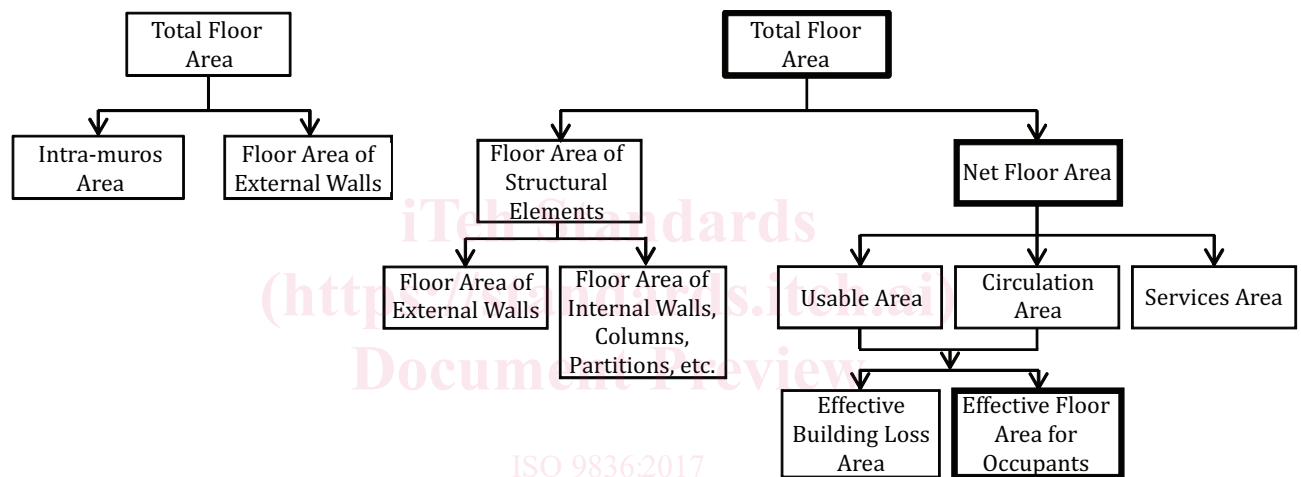 Total Floor
Area
Intra-muros
Area
Floor Area of
External Walls
Total Floor
Area
Floor Area of
Structural
Elements
Net Floor Area
Floor Area of
External Walls
Floor Area of
Internal Walls,
Columns,
Partitions, etc.
Usable Area
Circulation
Area
Services Area
Effective
Building Loss
Area
Effective Floor
Area for
Occupants
iTeh Standards
(https://standards.iteh.ai)
Document Preview
ISO 9836:2017